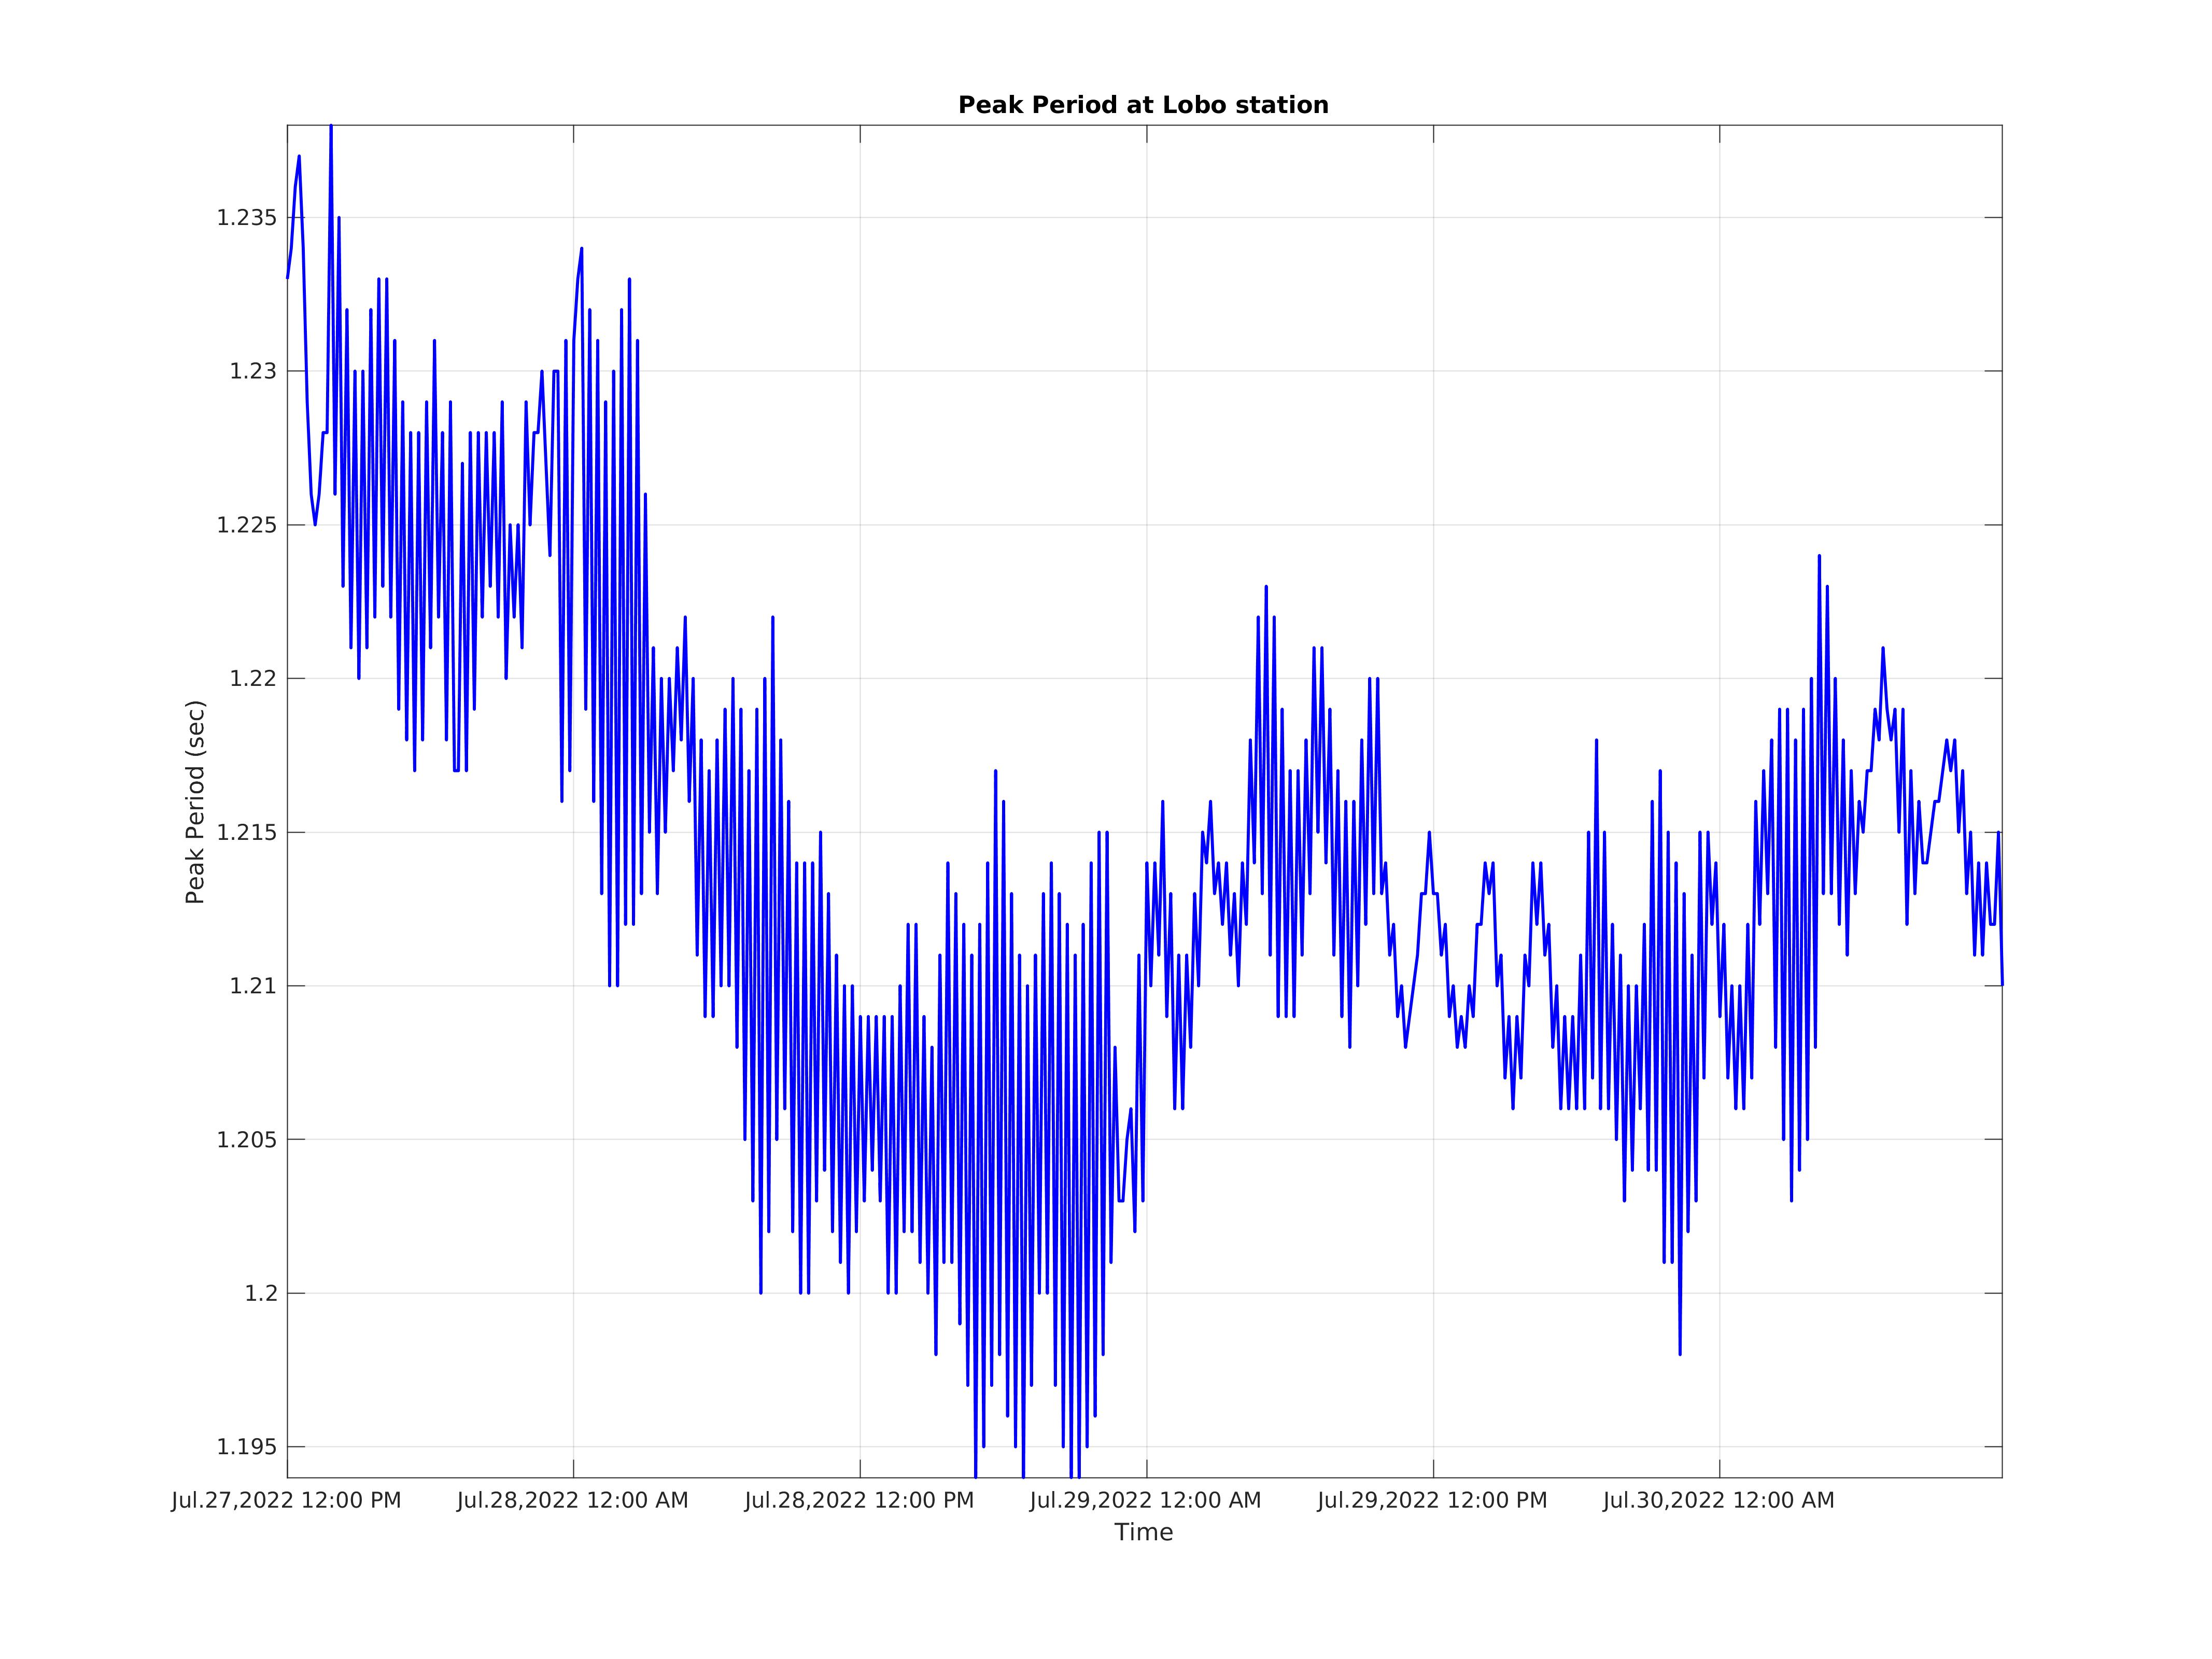 Peak Period at Lobo station
Peak Period (sec)
1.235
1.23
1.225
1.22
1.215
1.21
1.205
1.2
1.195
Jul.27,2022 12:00 PM
Jul.28,2022 12:00 AM
Jul.28,2022 12:00 PM
Jul.29,2022 12:00 AM
Jul.29,2022 12:00 PM
Jul.30,2022 12:00 AM
Time